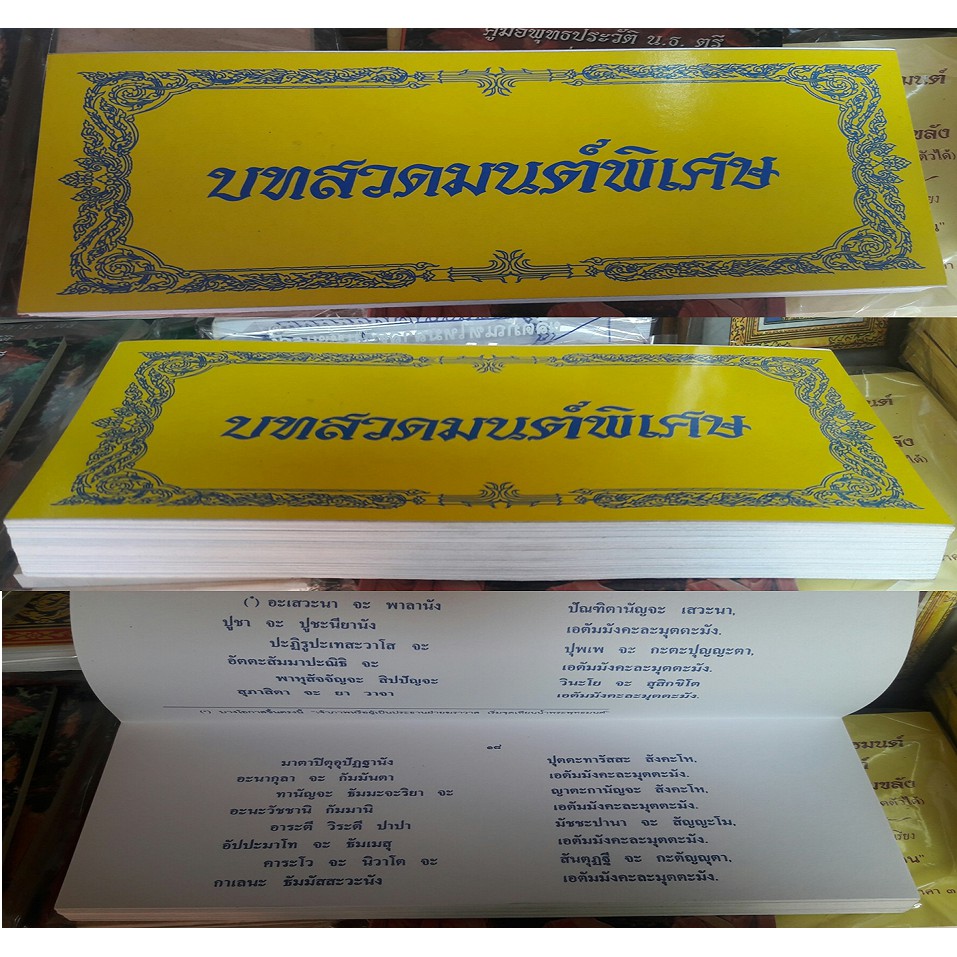 คู่มือพุทธประวัติ น.ธ. ตรี
บทสวดมนต์พิเศษ
บทสวดมนต์พิเศษ
(*) อะเสวะนา จะ พาลานัง ปัณฑิตานัญจะ เสวะนา,
ปูชา จะ ปูชะนียานัง เอตัมมังคะละมุตตะมัง.
ปะฏิรูปะเทสะวาโส จะ ปุพเพ จะ กะตะปุญญะตา,
อัตตะสัมมาปะณิธิ จะ เอตัมมังคะละมุตตะมัง.
พาหุสัจจัญจะ สิปปัญจะ วินะโย จะ สุสิกขิโต
สุภาสิตา จะ ยา วาจา เอตัมมังคะละมุตตะมัง.
๑๘
มาตาปิตุอุปัฏฐานัง ปุตตะทารัสสะ สังคะโห,
อะนากุลา จะ กัมมันตา เอตัมมังคะละมุตตะมัง.
ทานัญจะ ธัมมะจะริยา จะ ญาตะกานัญจะ สังคะโห,
อะนะวัชชานิ กัมมานิ เอตัมมังคะละมุตตะมัง.
อาระตี วิระตี ปาปา มัชชะปานา จะ สัญญะโม,
อัปปะมาโท จะ ธัมเมสุ เอตัมมังคะละมุตตะมัง.
คาระโว จะ นิวาโต จะ สันตุฏฐี จะ กะตัญญุตา,
กาเลนะ ธัมมัสสะวะนัง เอตัมมังคะละมุตตะมัง.